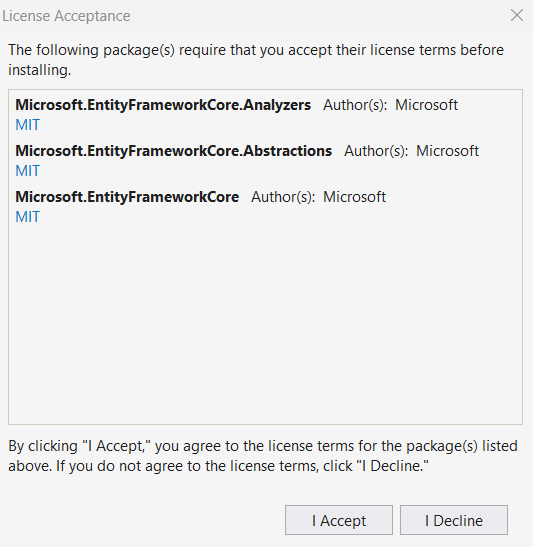 License Acceptance
The following package(s) require that you accept their license terms before
installing.
Microsoft.EntityFrameworkCore.Analyzers Author(s): Microsoft
MIT
Microsoft.EntityFrameworkCore.Abstractions Author(s): Microsoft
MIT
Microsoft.EntityFrameworkCore Author(s): Microsoft
MIT
By clicking "I Accept," you agree to the license terms for the package(s) listed
above. If you do not agree to the license terms, click "I Decline."
I Accept I Decline